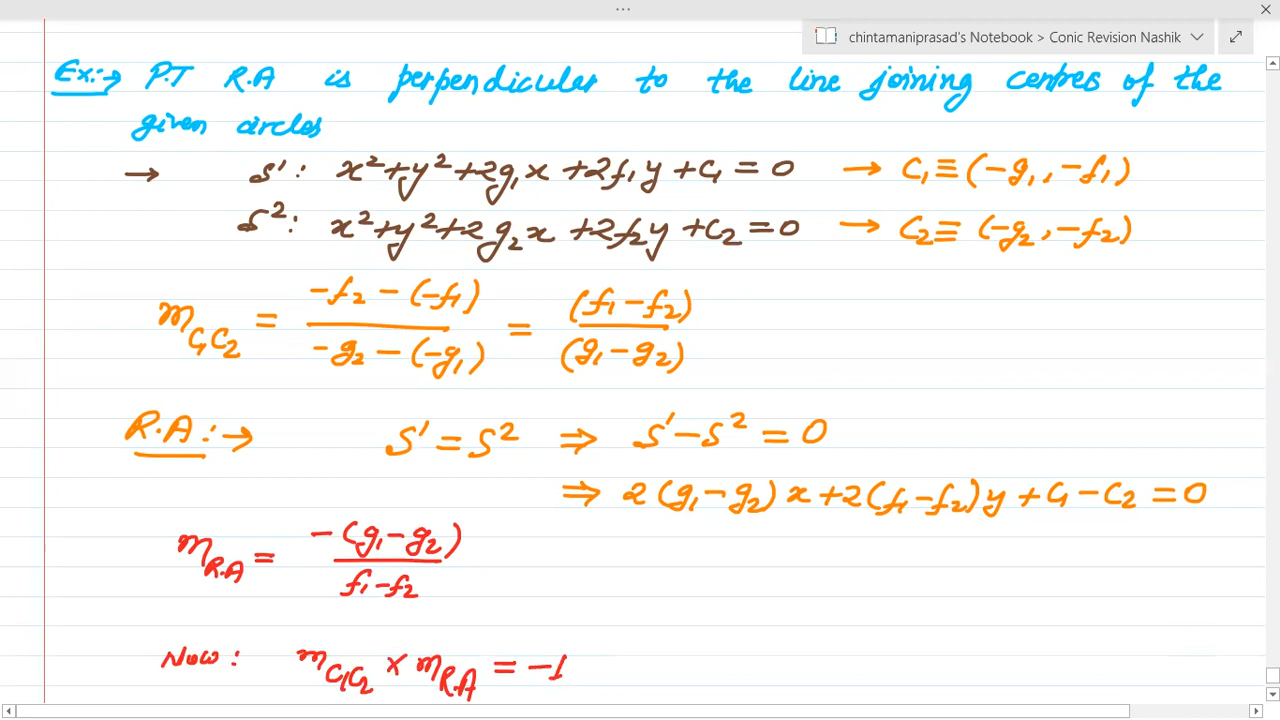 chintamaniprasad's Notebook > Conic Revision Nashik
Ex:→ P.T R.A is perpendicular to the line joining centres of the
given circles
→ S¹: x²+y²+2g₁x+2f₁y+c₁=0 → C₁≡(-g₁,-f₁)
S²: x²+y²+2g₂x+2f₂y+c₂=0 → C₂≡(-g₂,-f₂)
m_{C₁C₂} = \frac{-f₂-(-f₁)}{-g₂-(-g₁)} = \frac{(f₁-f₂)}{(g₁-g₂)}
R.A:→ S¹=S² ⇒ S¹-S²=0
⇒ 2(g₁-g₂)x+2(f₁-f₂)y+c₁-c₂=0
m_{R.A} = \frac{-(g₁-g₂)}{f₁-f₂}
Now: m_{C₁C₂} × m_{R.A} = -1